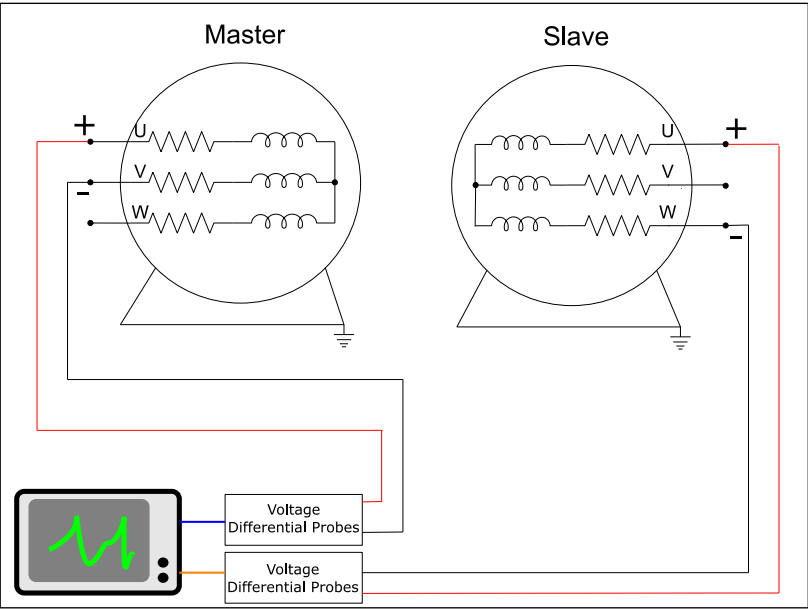 Master
Slave
+
U
V
-
W
U
+
V
W
-
Voltage
Differential Probes
Voltage
Differential Probes